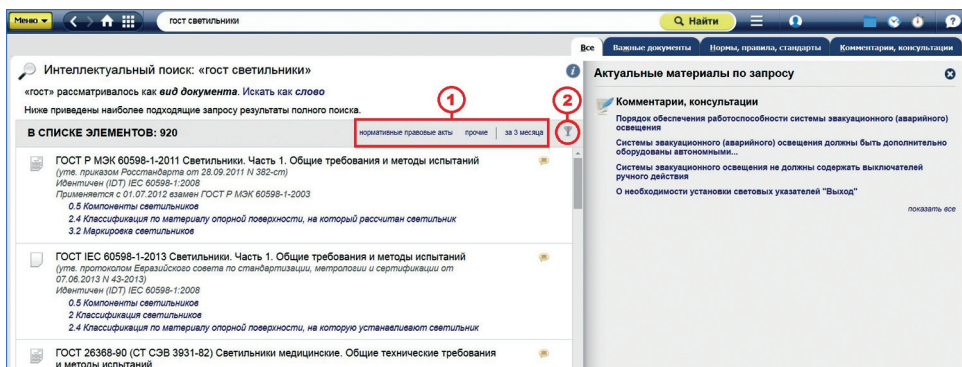 Меню
гост светильники
Найти
Все
Важные документы
Нормы, правила, стандарты
Комментарии, консультации
Интеллектуальный поиск: «гост светильники»
«гост» рассматривалось как вид документа. Искать как слово
Ниже приведены наиболее подходящие запросу результаты полного поиска.
1
2
В СПИСКЕ ЭЛЕМЕНТОВ: 920
нормативные правовые акты прочие за 3 месяца
ГОСТ Р МЭК 60598-1-2011 Светильники. Часть 1. Общие требования и методы испытаний
(утв. приказом Росстандарта от 28.09.2011 N 382-ст)
Идентичен (IDT) IEC 60598-1:2008
Применяется с 01.07.2012 взамен ГОСТ Р МЭК 60598-1-2003
0.5 Компоненты светильников
2.4 Классификация по материалу опорной поверхности, на который рассчитан светильник
3.2 Маркировка светильников
ГОСТ IEC 60598-1-2013 Светильники. Часть 1. Общие требования и методы испытаний
(утв. протоколом Евразийского совета по стандартизации, метрологии и сертификации от
07.06.2013 N 43-2013)
Идентичен (IDT) IEC 60598-1:2008
0.5 Компоненты светильников
2 Классификация светильников
2.4 Классификация по материалу опорной поверхности, на которую устанавливают светильник
ГОСТ 26368-90 (СТ СЭВ 3931-82) Светильники медицинские. Общие технические требования
и методы испытаний
Актуальные материалы по запросу
Комментарии, консультации
Порядок обеспечения работоспособности системы эвакуационного (аварийного)
освещения
Системы эвакуационного (аварийного) освещения должны быть дополнительно
оборудованы автономными...
Системы эвакуационного освещения не должны содержать выключателей
ручного действия
О необходимости установки световых указателей "Выход"
показать все